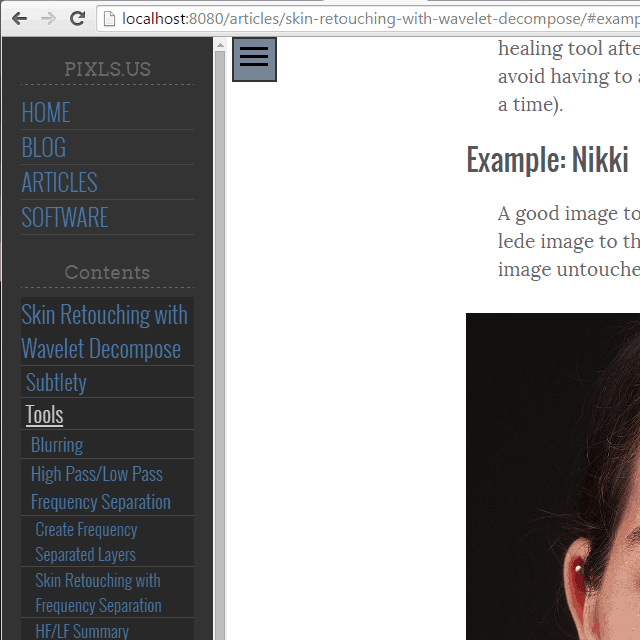 localhost:8080/articles/skin-retouching-with-wavelet-decompose/#examp
PIXLS.US
HOME
BLOG
ARTICLES
SOFTWARE
Contents
Skin Retouching with
Wavelet Decompose
Subtlety
Tools
Blurring
High Pass/Low Pass
Frequency Separation
Create Frequency
Separated Layers
Skin Retouching with
Frequency Separation
HF/LF Summary
healing tool afte
avoid having to a
a time).
Example: Nikki
A good image to
lede image to th
image untouche